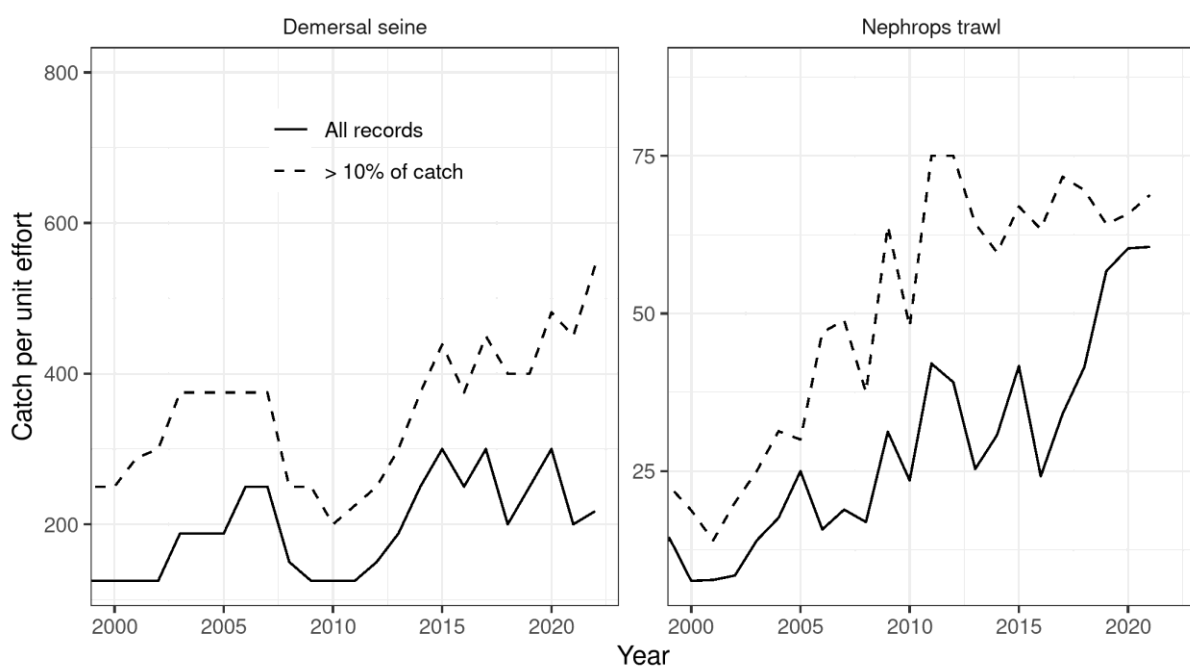 Demersal seine
Nephrops trawl
800
600
400
200
All records
> 10% of catch
75
50
25
Catch per unit effort
2000 2005 2010 2015 2020
2000 2005 2010 2015 2020
Year